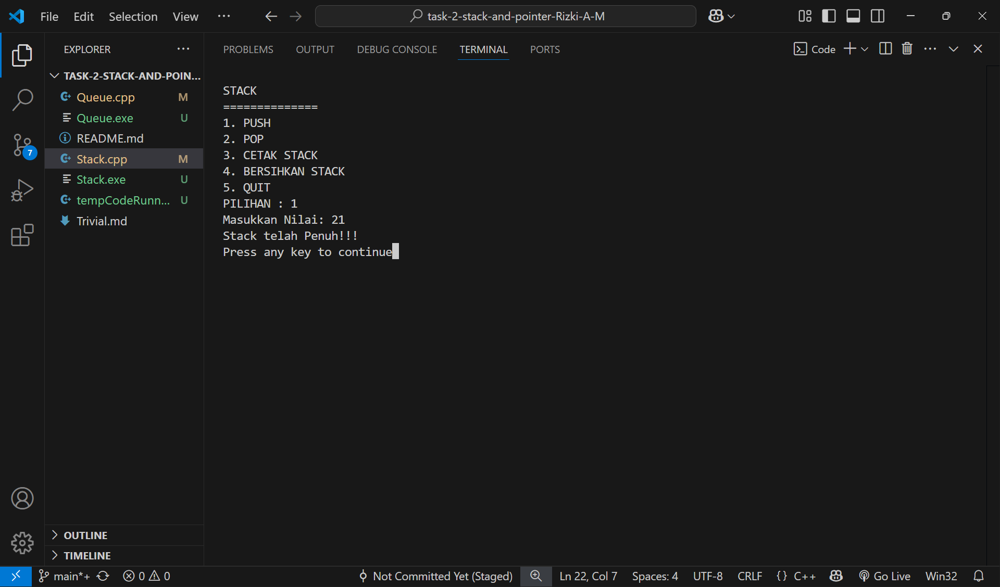 File Edit Selection View ···
task-2-stack-and-pointer-Rizki-A-M
EXPLORER ···
TASK-2-STACK-AND-POIN...
Queue.cpp M
Queue.exe U
README.md
Stack.cpp M
Stack.exe U
tempCodeRunn... U
Trivial.md
7
OUTLINE
TIMELINE
PROBLEMS OUTPUT DEBUG CONSOLE TERMINAL PORTS
Code
STACK
==============
1. PUSH
2. POP
3. CETAK STACK
4. BERSIHKAN STACK
5. QUIT
PILIHAN : 1
Masukkan Nilai: 21
Stack telah Penuh!!!
Press any key to continue
main*+ 0 0 Not Committed Yet (Staged) Ln 22, Col 7 Spaces: 4 UTF-8 CRLF {} C++ Go Live Win32